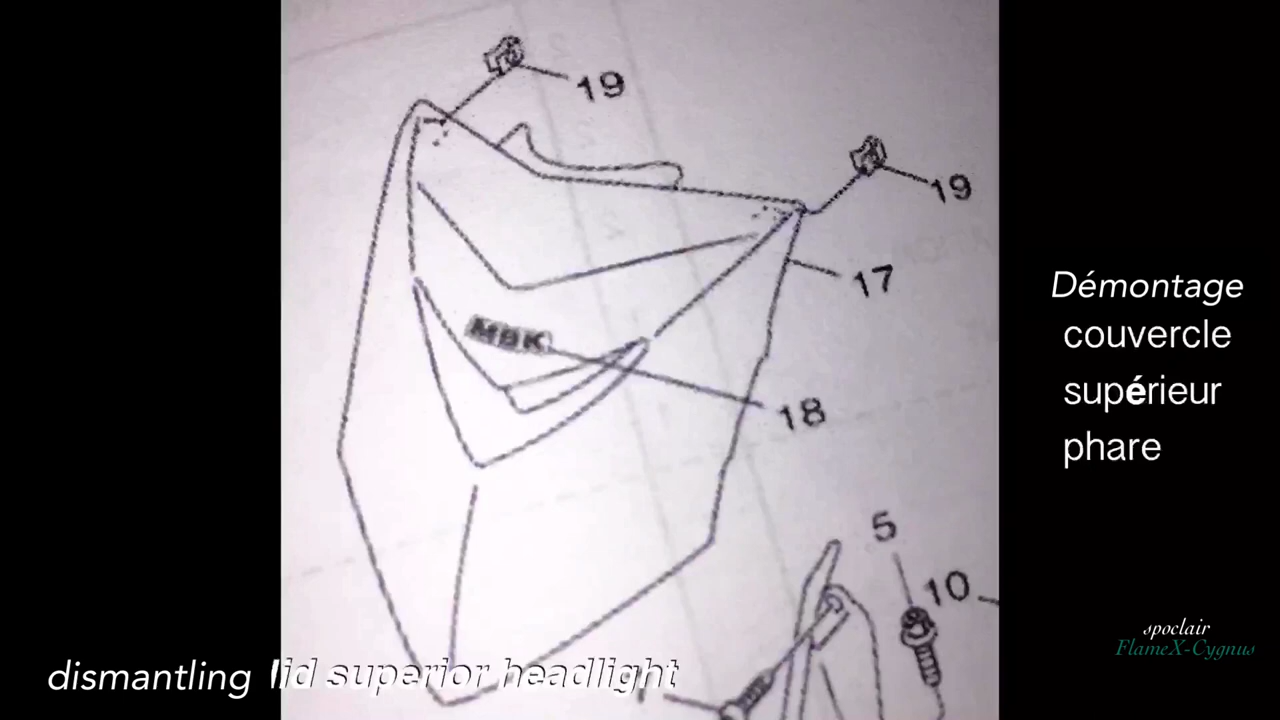 19
19
17
MBK
18
5
10
Démontage
couvercle
supérieur
phare
spoclair
FlameX-Cygnus
dismantling lid superior headlight